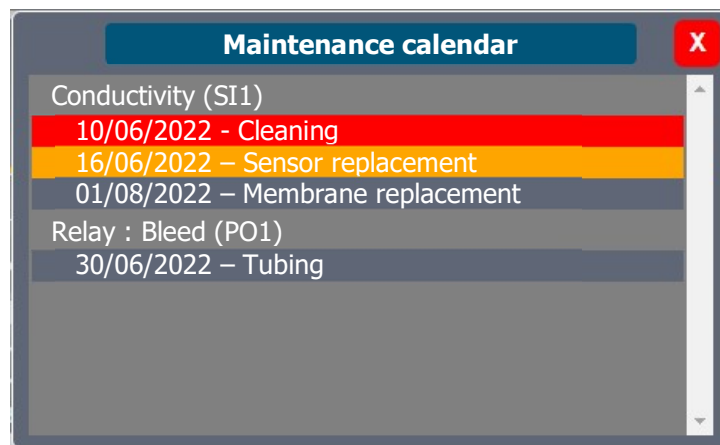 Maintenance calendar
X
Conductivity (SI1)
10/06/2022 - Cleaning
16/06/2022 – Sensor replacement
01/08/2022 – Membrane replacement
Relay : Bleed (PO1)
30/06/2022 – Tubing